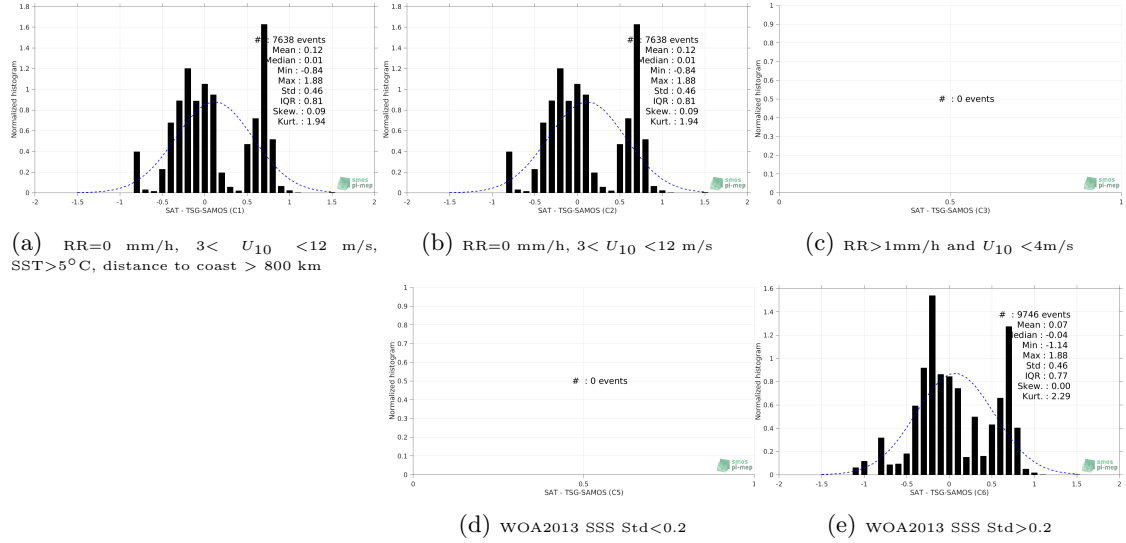 1.8
1.6
1.4
1.2
1
0.8
0.6
0.4
0.2
0
Normalized histogram
# : 7638 events
Mean : 0.12
Median : 0.01
Min : -0.84
Max : 1.88
Std : 0.46
IQR : 0.81
Skew. : 0.09
Kurt. : 1.94
smos
pi-mep
-2 -1.5 -1 -0.5 0 0.5 1 1.5 2
SAT - TSG-SAMOS (C1)
(a) RR=0 mm/h, 3< U10 <12 m/s,
SST>5°C, distance to coast > 800 km
1.8
1.6
1.4
1.2
1
0.8
0.6
0.4
0.2
0
Normalized histogram
# : 7638 events
Mean : 0.12
Median : 0.01
Min : -0.84
Max : 1.88
Std : 0.46
IQR : 0.81
Skew. : 0.09
Kurt. : 1.94
smos
pi-mep
-2 -1.5 -1 -0.5 0 0.5 1 1.5 2
SAT - TSG-SAMOS (C2)
(b) RR=0 mm/h, 3< U10 <12 m/s
1
0.9
0.8
0.7
0.6
0.5
0.4
0.3
0.2
0.1
0
Normalized histogram
# : 0 events
smos
pi-mep
0 0.5 1
SAT - TSG-SAMOS (C3)
(c) RR>1mm/h and U10 <4m/s
1
0.9
0.8
0.7
0.6
0.5
0.4
0.3
0.2
0.1
0
Normalized histogram
# : 0 events
smos
pi-mep
0 0.5 1
SAT - TSG-SAMOS (C5)
(d) WOA2013 SSS Std<0.2
1.6
1.4
1.2
1
0.8
0.6
0.4
0.2
0
Normalized histogram
# : 9746 events
Mean : 0.07
Median : -0.04
Min : -1.14
Max : 1.88
Std : 0.46
IQR : 0.77
Skew. : 0.00
Kurt. : 2.29
smos
pi-mep
-2 -1.5 -1 -0.5 0 0.5 1 1.5 2
SAT - TSG-SAMOS (C6)
(e) WOA2013 SSS Std>0.2